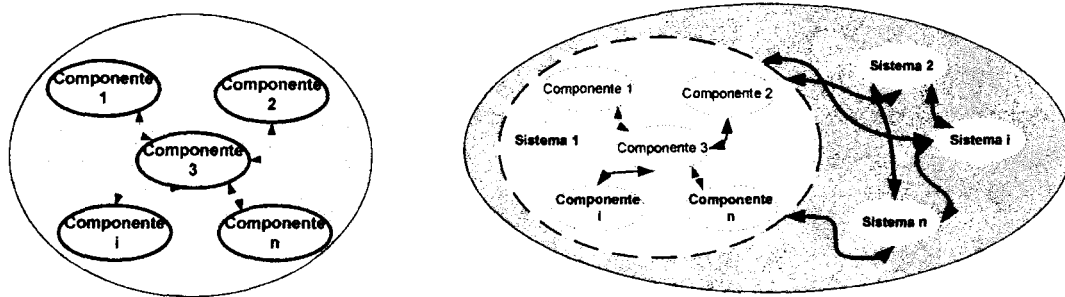 Componente
1
Componente
2
Componente
3
Componente
i
Componente
n
Componente 1
Componente 2
Sistema 1
Componente 3
Componente
i
Componente
n
Sistema 2
Sistema i
Sistema n